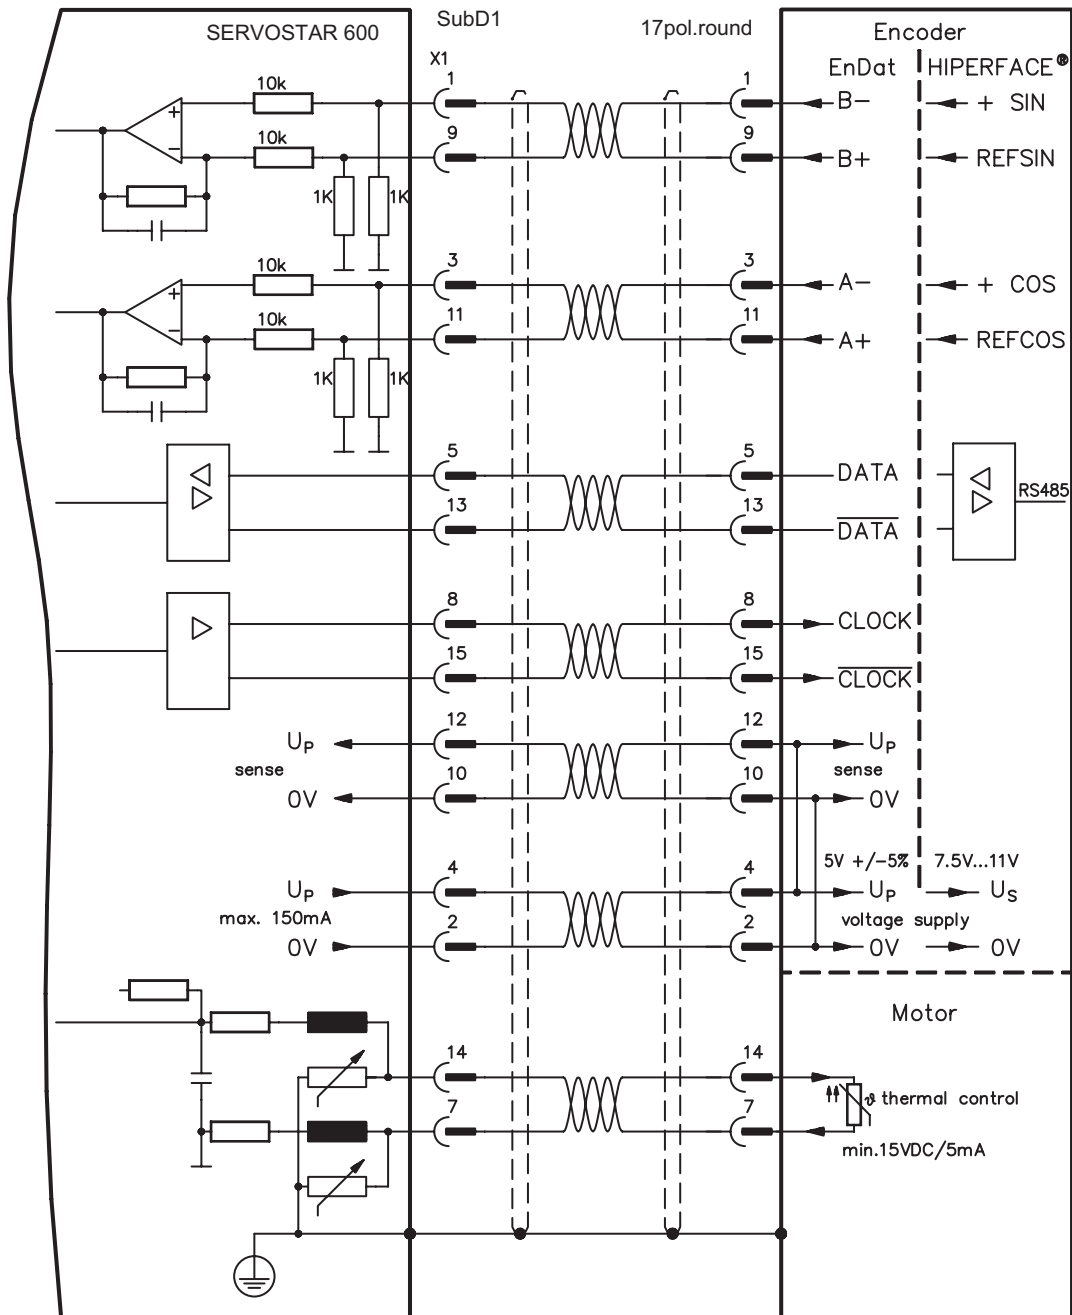 SERVOSTAR 600
SubD1
17pol.round
Encoder
X1
EnDat
HIPERFACE®
10k
1
1
B-
+ SIN
10k
9
9
B+
REFSIN
1K
1K
10k
3
3
A-
+ COS
10k
11
11
A+
REFCOS
1K
1K
5
5
DATA
RS485
13
13
DATA
8
8
CLOCK
15
15
CLOCK
UP
12
12
UP
sense
sense
0V
10
10
0V
5V +/-5%
7.5V...11V
UP
4
4
UP
US
max. 150mA
voltage supply
0V
2
2
0V
0V
Motor
14
14
ϑ thermal control
7
7
min.15VDC/5mA